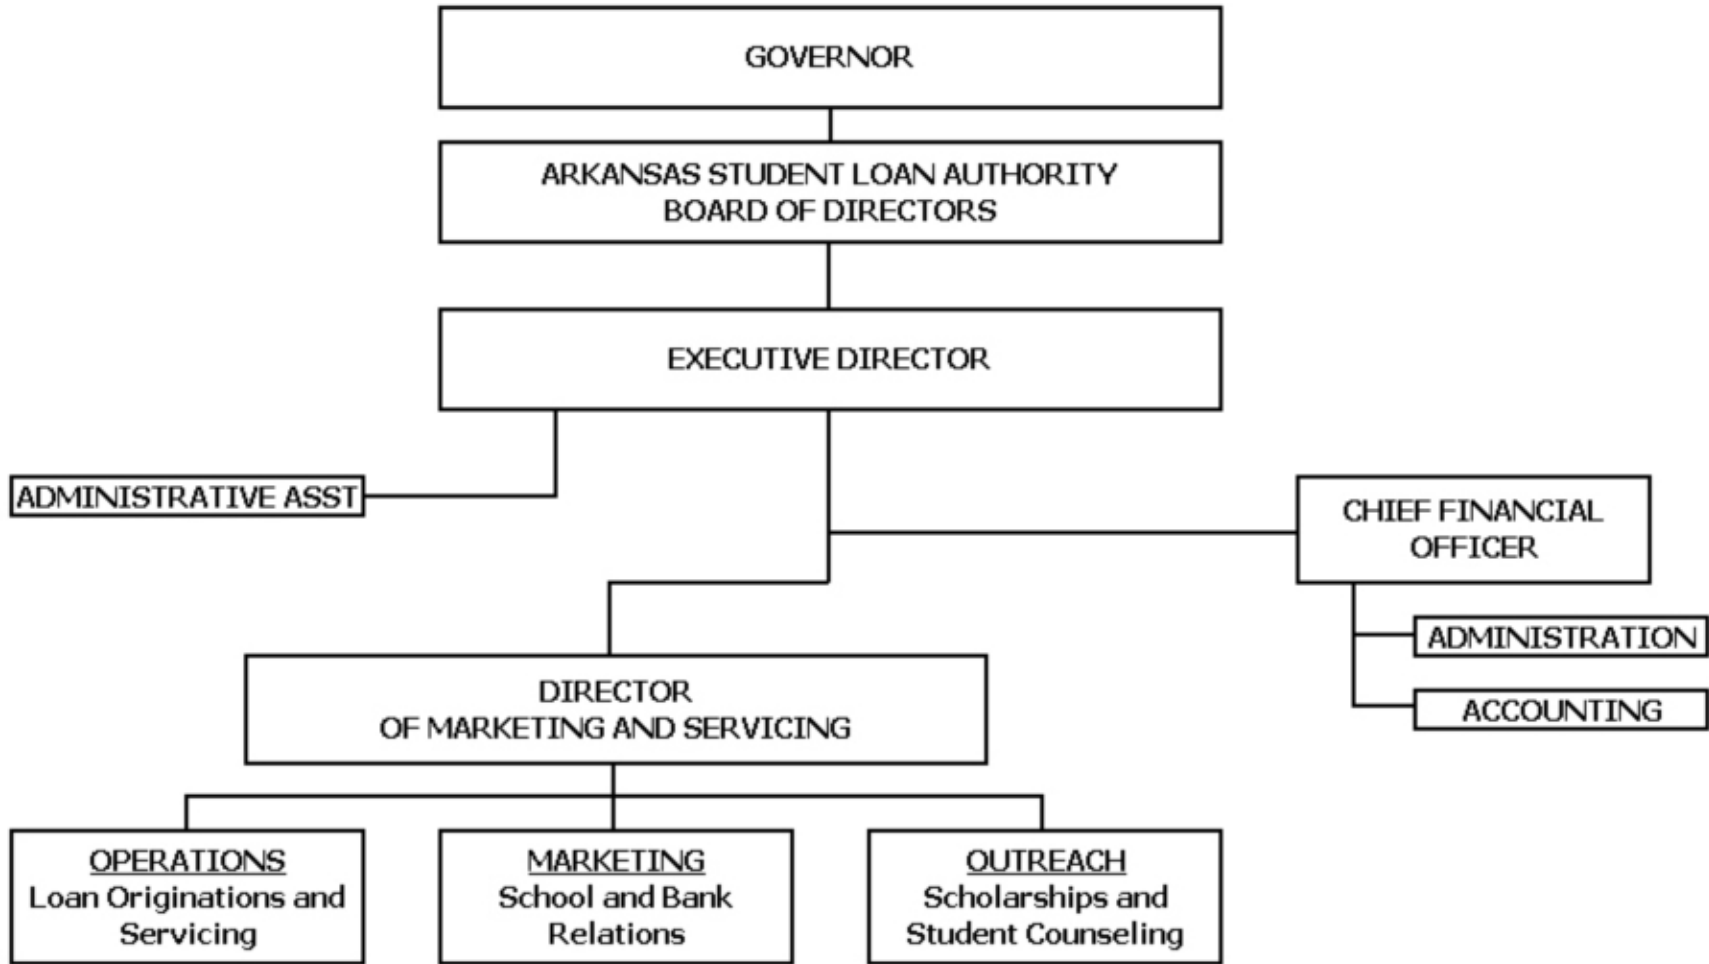 GOVERNOR
ARKANSAS STUDENT LOAN AUTHORITY
BOARD OF DIRECTORS
EXECUTIVE DIRECTOR
ADMINISTRATIVE ASST
CHIEF FINANCIAL
OFFICER
ADMINISTRATION
ACCOUNTING
DIRECTOR
OF MARKETING AND SERVICING
OPERATIONS
Loan Originations and
Servicing
MARKETING
School and Bank
Relations
OUTREACH
Scholarships and
Student Counseling